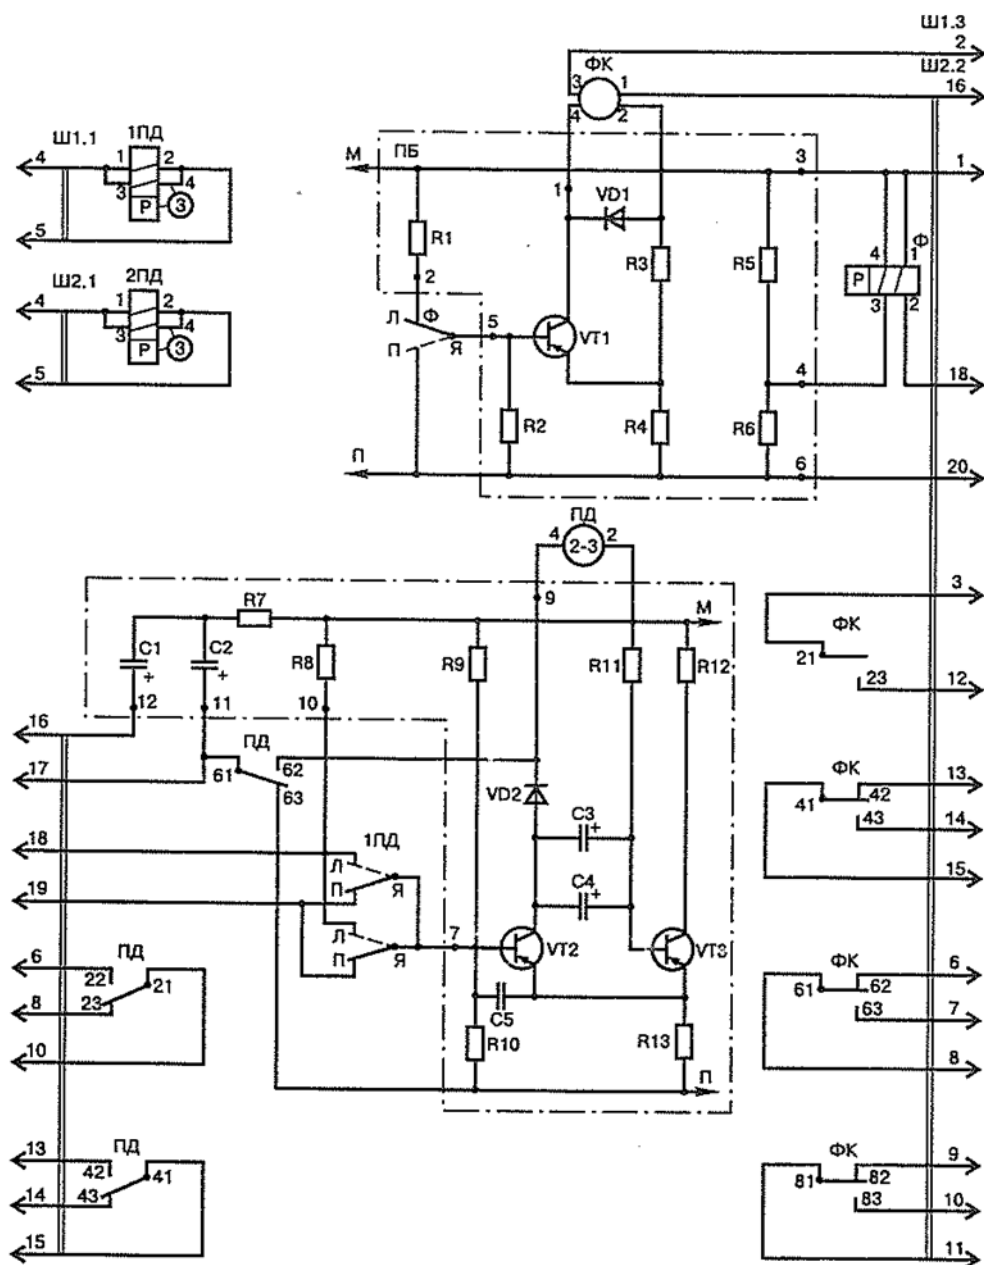 Ш1.3
2
ФК
Ш2.2
3 1 16
4 2
Ш1.1 1ПД
4 1 2
3 4
Р 3
5
М ПБ 3 1
1 VD1
R1 R3 R5
2
4 1 Ф
Р
3 2
Ш2.1 2ПД
4 1 2
3 4
Р 3
5
Л Ф 5
П Я VT1
4 18
R2 R4 R6
П 6 20
ПД
4 2-3 2
9
R7 М
C1 C2 R8 R9 R11 R12
+ +
12 11 10
3
ФК
21
23 12
16
ПД
17 61 62
63
VD2
C3
+
ФК 13
41 42
43 14
15
18 1ПД
Л
19 П Я
C4
+
Л 7
П Я VT2 VT3
ПД
6 22 21
8 23
10
C5
R10 R13
П
ФК 6
61 62
63 7
8
ПД
13 42 41
14 43
15
ФК 9
81 82
83 10
11